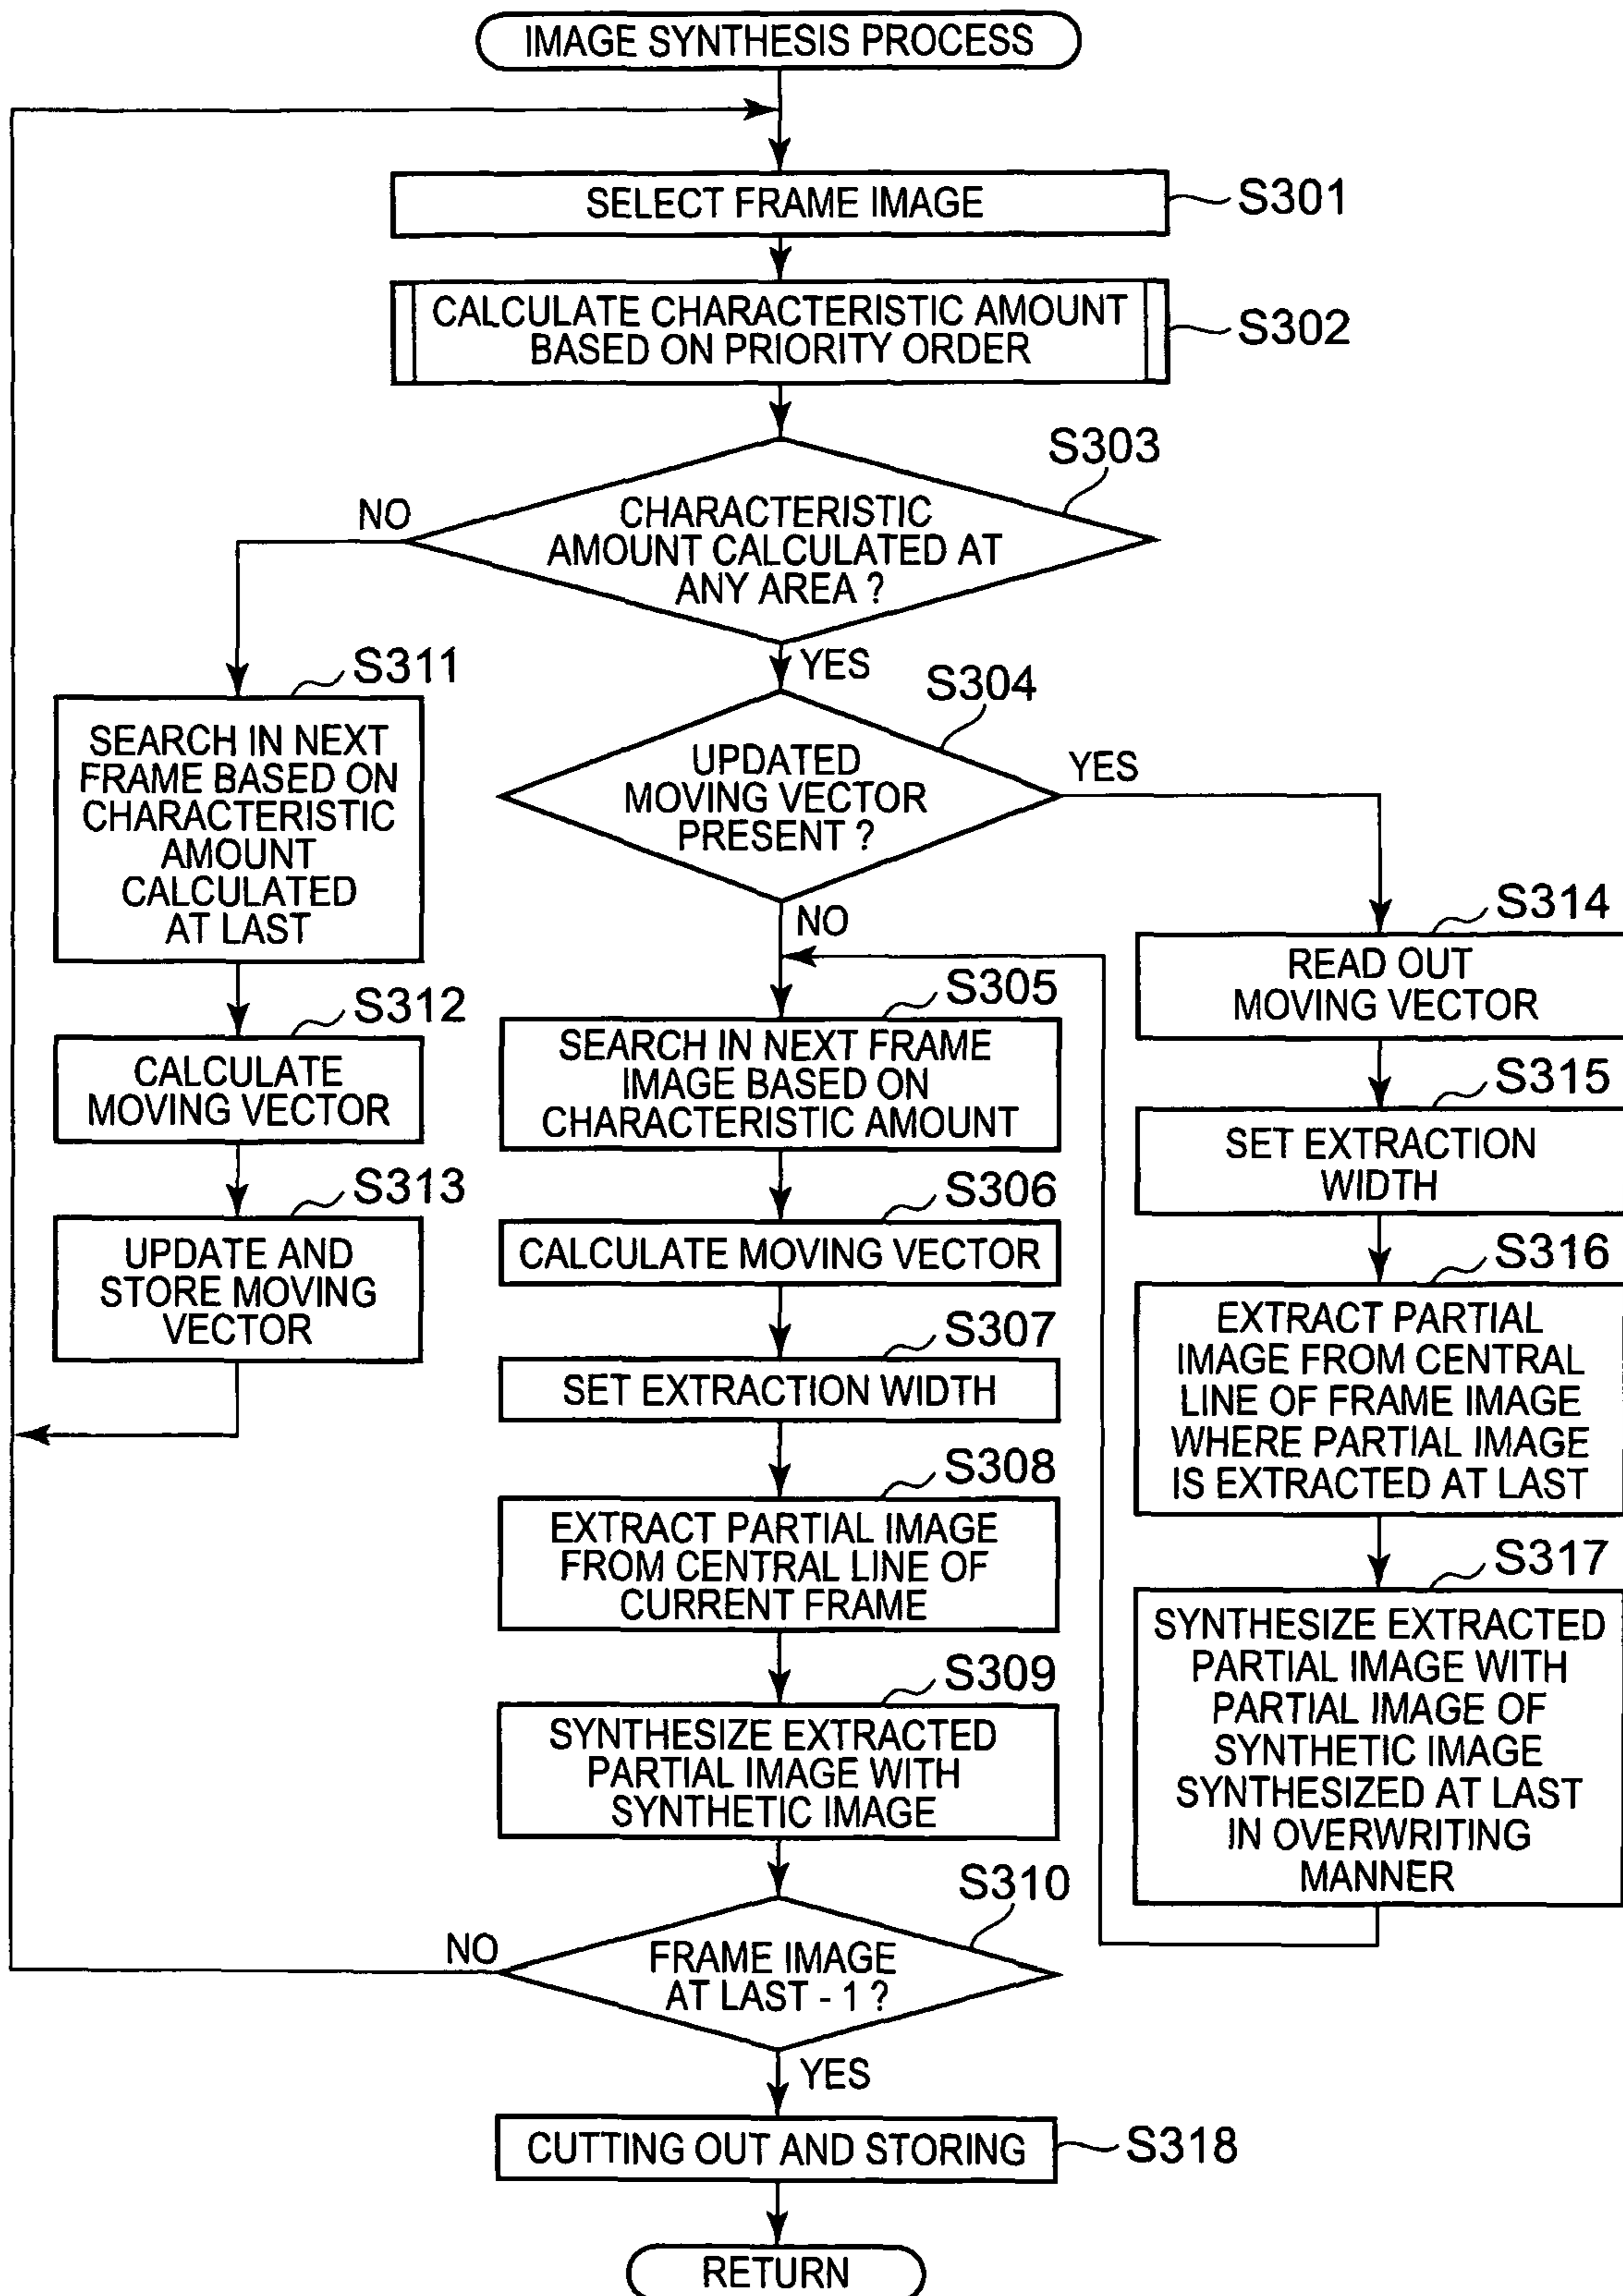 IMAGE SYNTHESIS PROCESS
SELECT FRAME IMAGE
S301
CALCULATE CHARACTERISTIC AMOUNT
BASED ON PRIORITY ORDER
S302
S303
CHARACTERISTIC
AMOUNT CALCULATED AT
ANY AREA ?
NO
YES
S311
SEARCH IN NEXT
FRAME BASED ON
CHARACTERISTIC
AMOUNT
CALCULATED
AT LAST
S312
CALCULATE
MOVING VECTOR
S313
UPDATE AND
STORE MOVING
VECTOR
S304
UPDATED
MOVING VECTOR
PRESENT ?
YES
NO
S305
SEARCH IN NEXT FRAME
IMAGE BASED ON
CHARACTERISTIC AMOUNT
S306
CALCULATE MOVING VECTOR
S307
SET EXTRACTION WIDTH
S308
EXTRACT PARTIAL IMAGE
FROM CENTRAL LINE OF
CURRENT FRAME
S309
SYNTHESIZE EXTRACTED
PARTIAL IMAGE WITH
SYNTHETIC IMAGE
S310
FRAME IMAGE
AT LAST - 1 ?
NO
YES
S314
READ OUT
MOVING VECTOR
S315
SET EXTRACTION
WIDTH
S316
EXTRACT PARTIAL
IMAGE FROM CENTRAL
LINE OF FRAME IMAGE
WHERE PARTIAL IMAGE
IS EXTRACTED AT LAST
S317
SYNTHESIZE EXTRACTED
PARTIAL IMAGE WITH
PARTIAL IMAGE OF
SYNTHETIC IMAGE
SYNTHESIZED AT LAST
IN OVERWRITING
MANNER
CUTTING OUT AND STORING
S318
RETURN